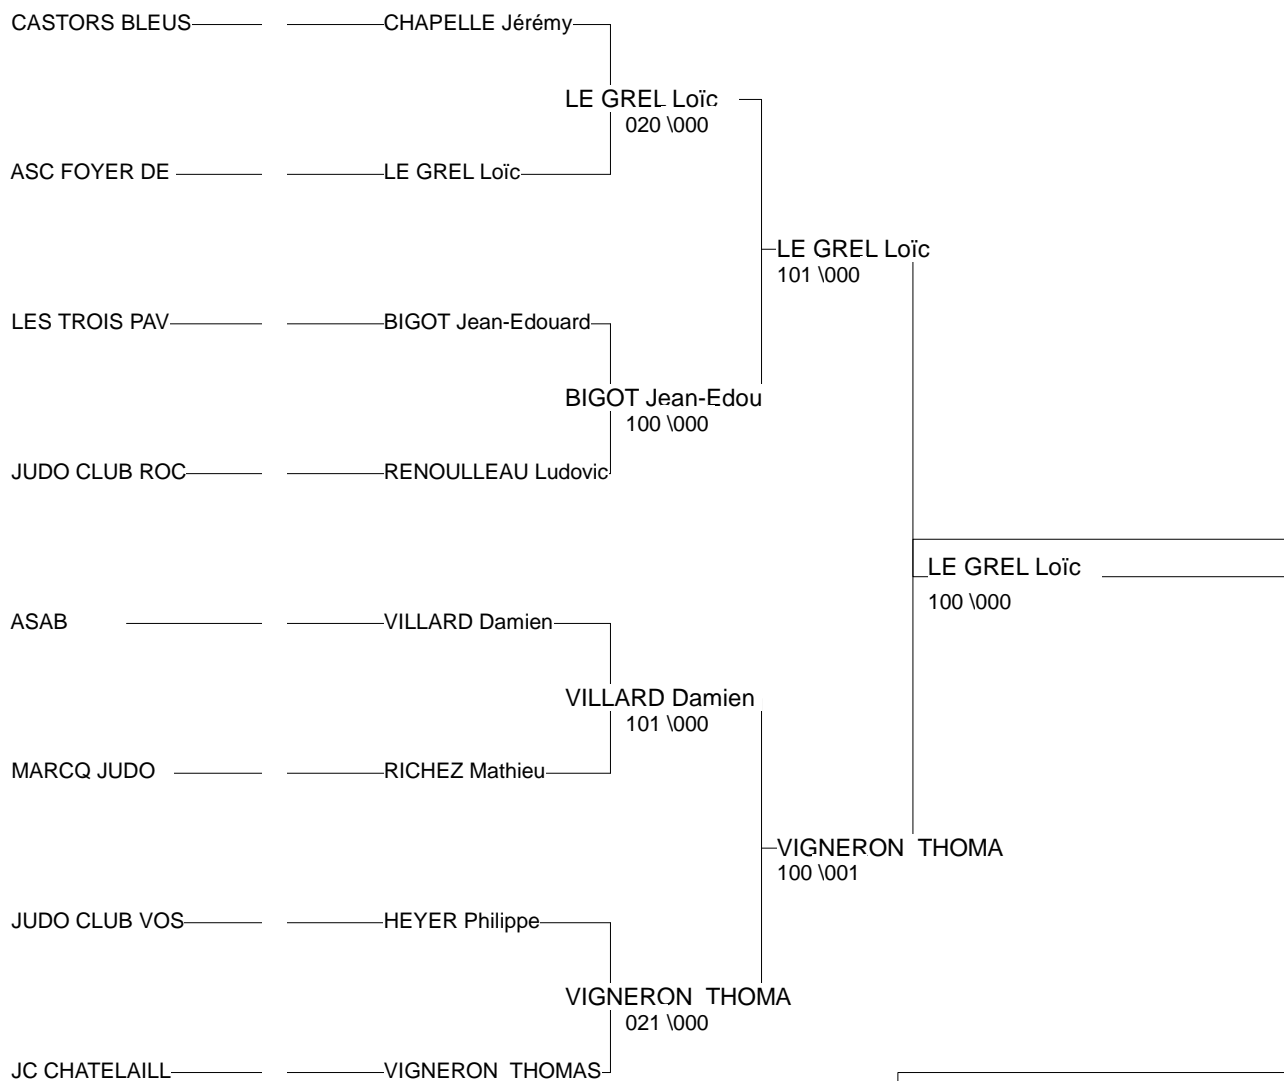 CASTORS BLEUS CHAPELLE Jérémy
LE GREL Loïc
020 \000
ASC FOYER DE LE GREL Loïc
LE GREL Loïc
101 \000
LES TROIS PAV BIGOT Jean-Edouard
BIGOT Jean-Edou
100 \000
JUDO CLUB ROC RENOULLEAU Ludovic
LE GREL Loïc
100 \000
ASAB VILLARD Damien
VILLARD Damien
101 \000
MARCQ JUDO RICHEZ Mathieu
VIGNERON  THOMA
100 \001
JUDO CLUB VOS HEYER Philippe
VIGNERON  THOMA
021 \000
JC CHATELAILL VIGNERON  THOMAS